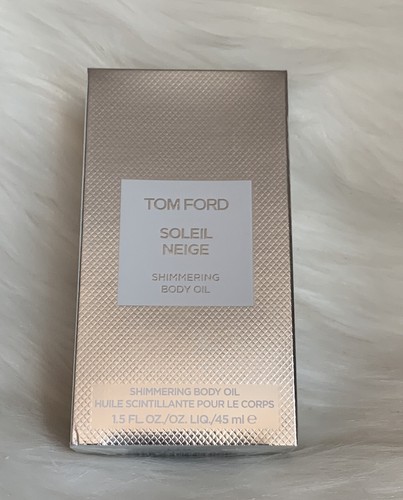 TOM FORD
SOLEIL
NEIGE
SHIMMERING
BODY OIL
SHIMMERING BODY OIL
HUILE SCINTILLANTE POUR LE CORPS
1.5 FL.OZ./OZ. LIQ./45 ml ℮